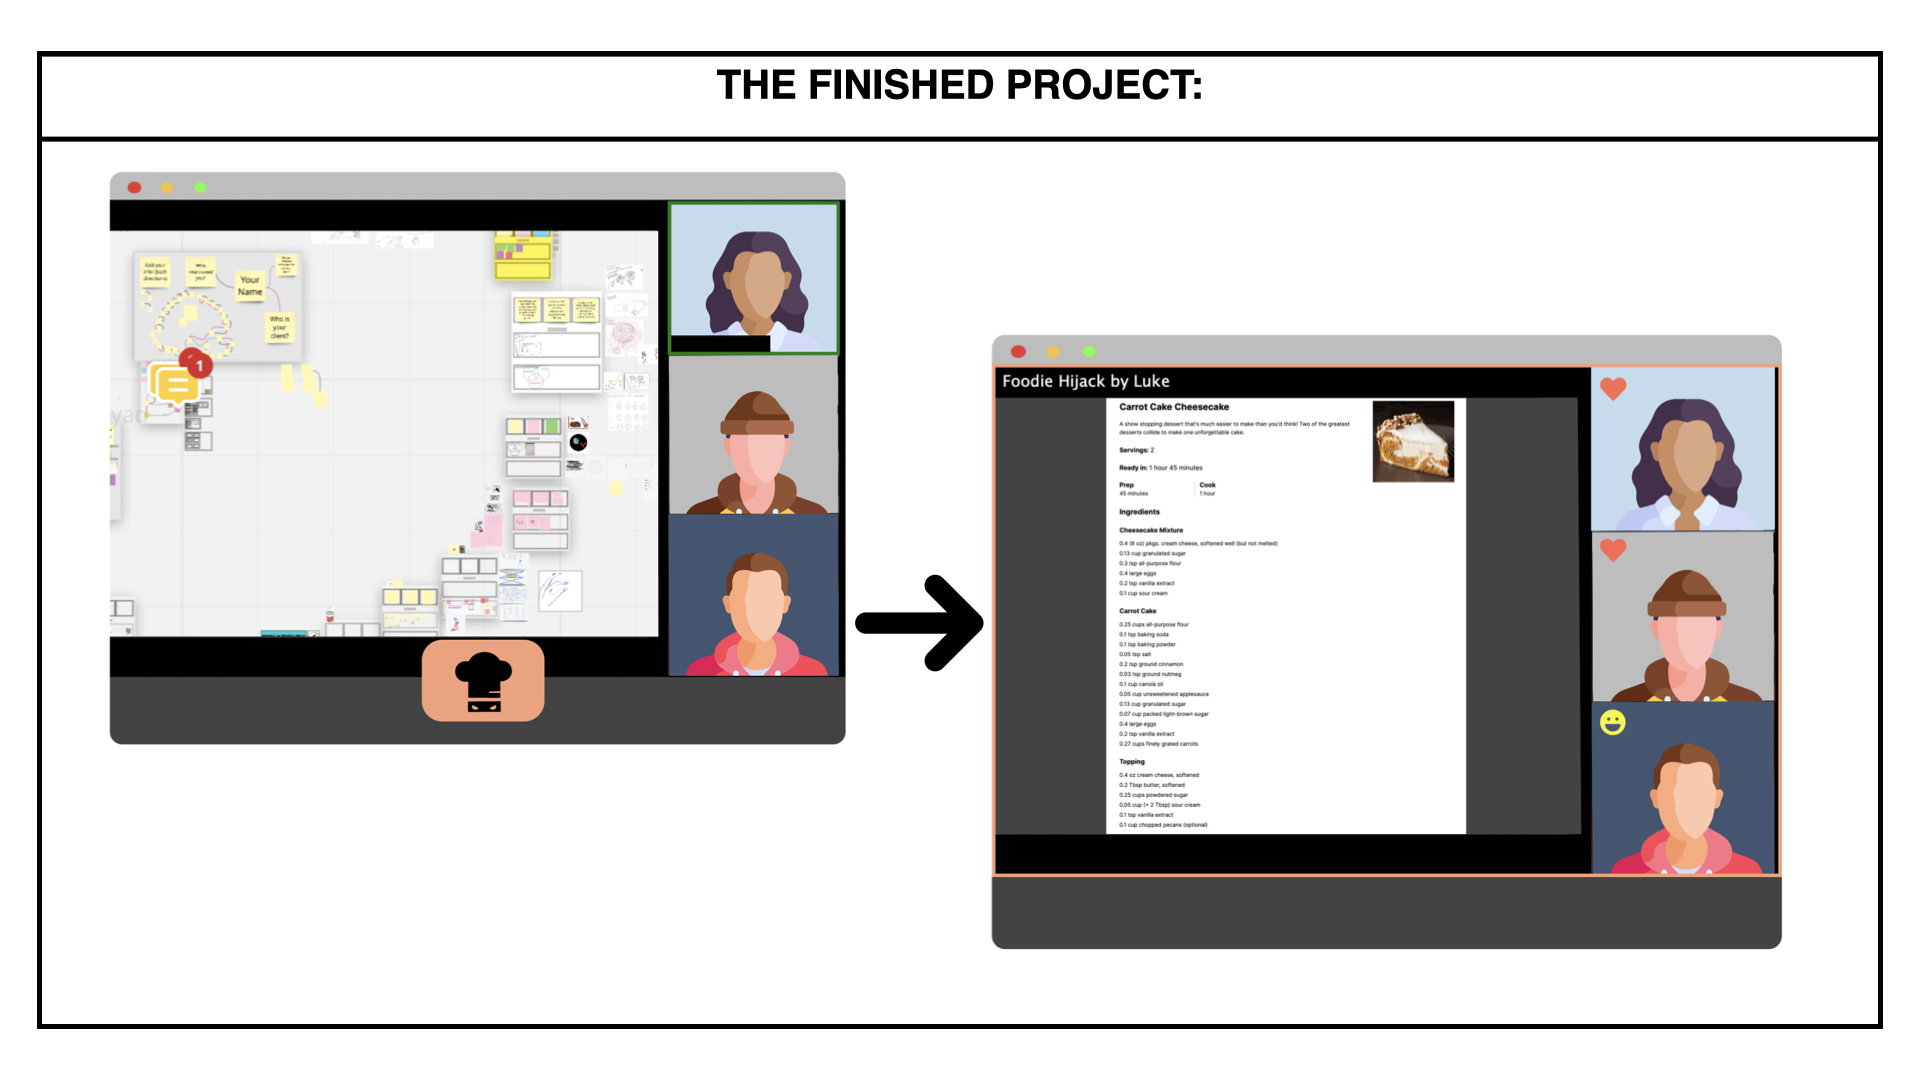 THE FINISHED PROJECT:
Your
Name
Who is
your
client?
1
Foodie Hijack by Luke
Carrot Cake Cheesecake
A show stopping dessert that's much easier to make than you'd think! Two of the greatest
desserts collide to make one unforgettable cake.
Servings: 2
Ready in: 1 hour 45 minutes
Prep
45 minutes
Cook
1 hour
Ingredients
Cheesecake Mixture
0.4 (8 oz) pkgs. cream cheese, softened well (but not melted)
0.13 cup granulated sugar
0.3 tsp all-purpose flour
0.4 large eggs
0.2 tsp vanilla extract
0.1 cup sour cream
Carrot Cake
0.25 cups all-purpose flour
0.1 tsp baking soda
0.1 tsp baking powder
0.05 tsp salt
0.2 tsp ground cinnamon
0.03 tsp ground nutmeg
0.1 cup canola oil
0.05 cup unsweetened applesauce
0.13 cup granulated sugar
0.07 cup packed light-brown sugar
0.4 large eggs
0.2 tsp vanilla extract
0.27 cups finely grated carrots
Topping
0.4 oz cream cheese, softened
0.2 Tbsp butter, softened
0.25 cups powdered sugar
0.05 cup (+ 2 Tbsp) sour cream
0.1 tsp vanilla extract
0.1 cup chopped pecans (optional)